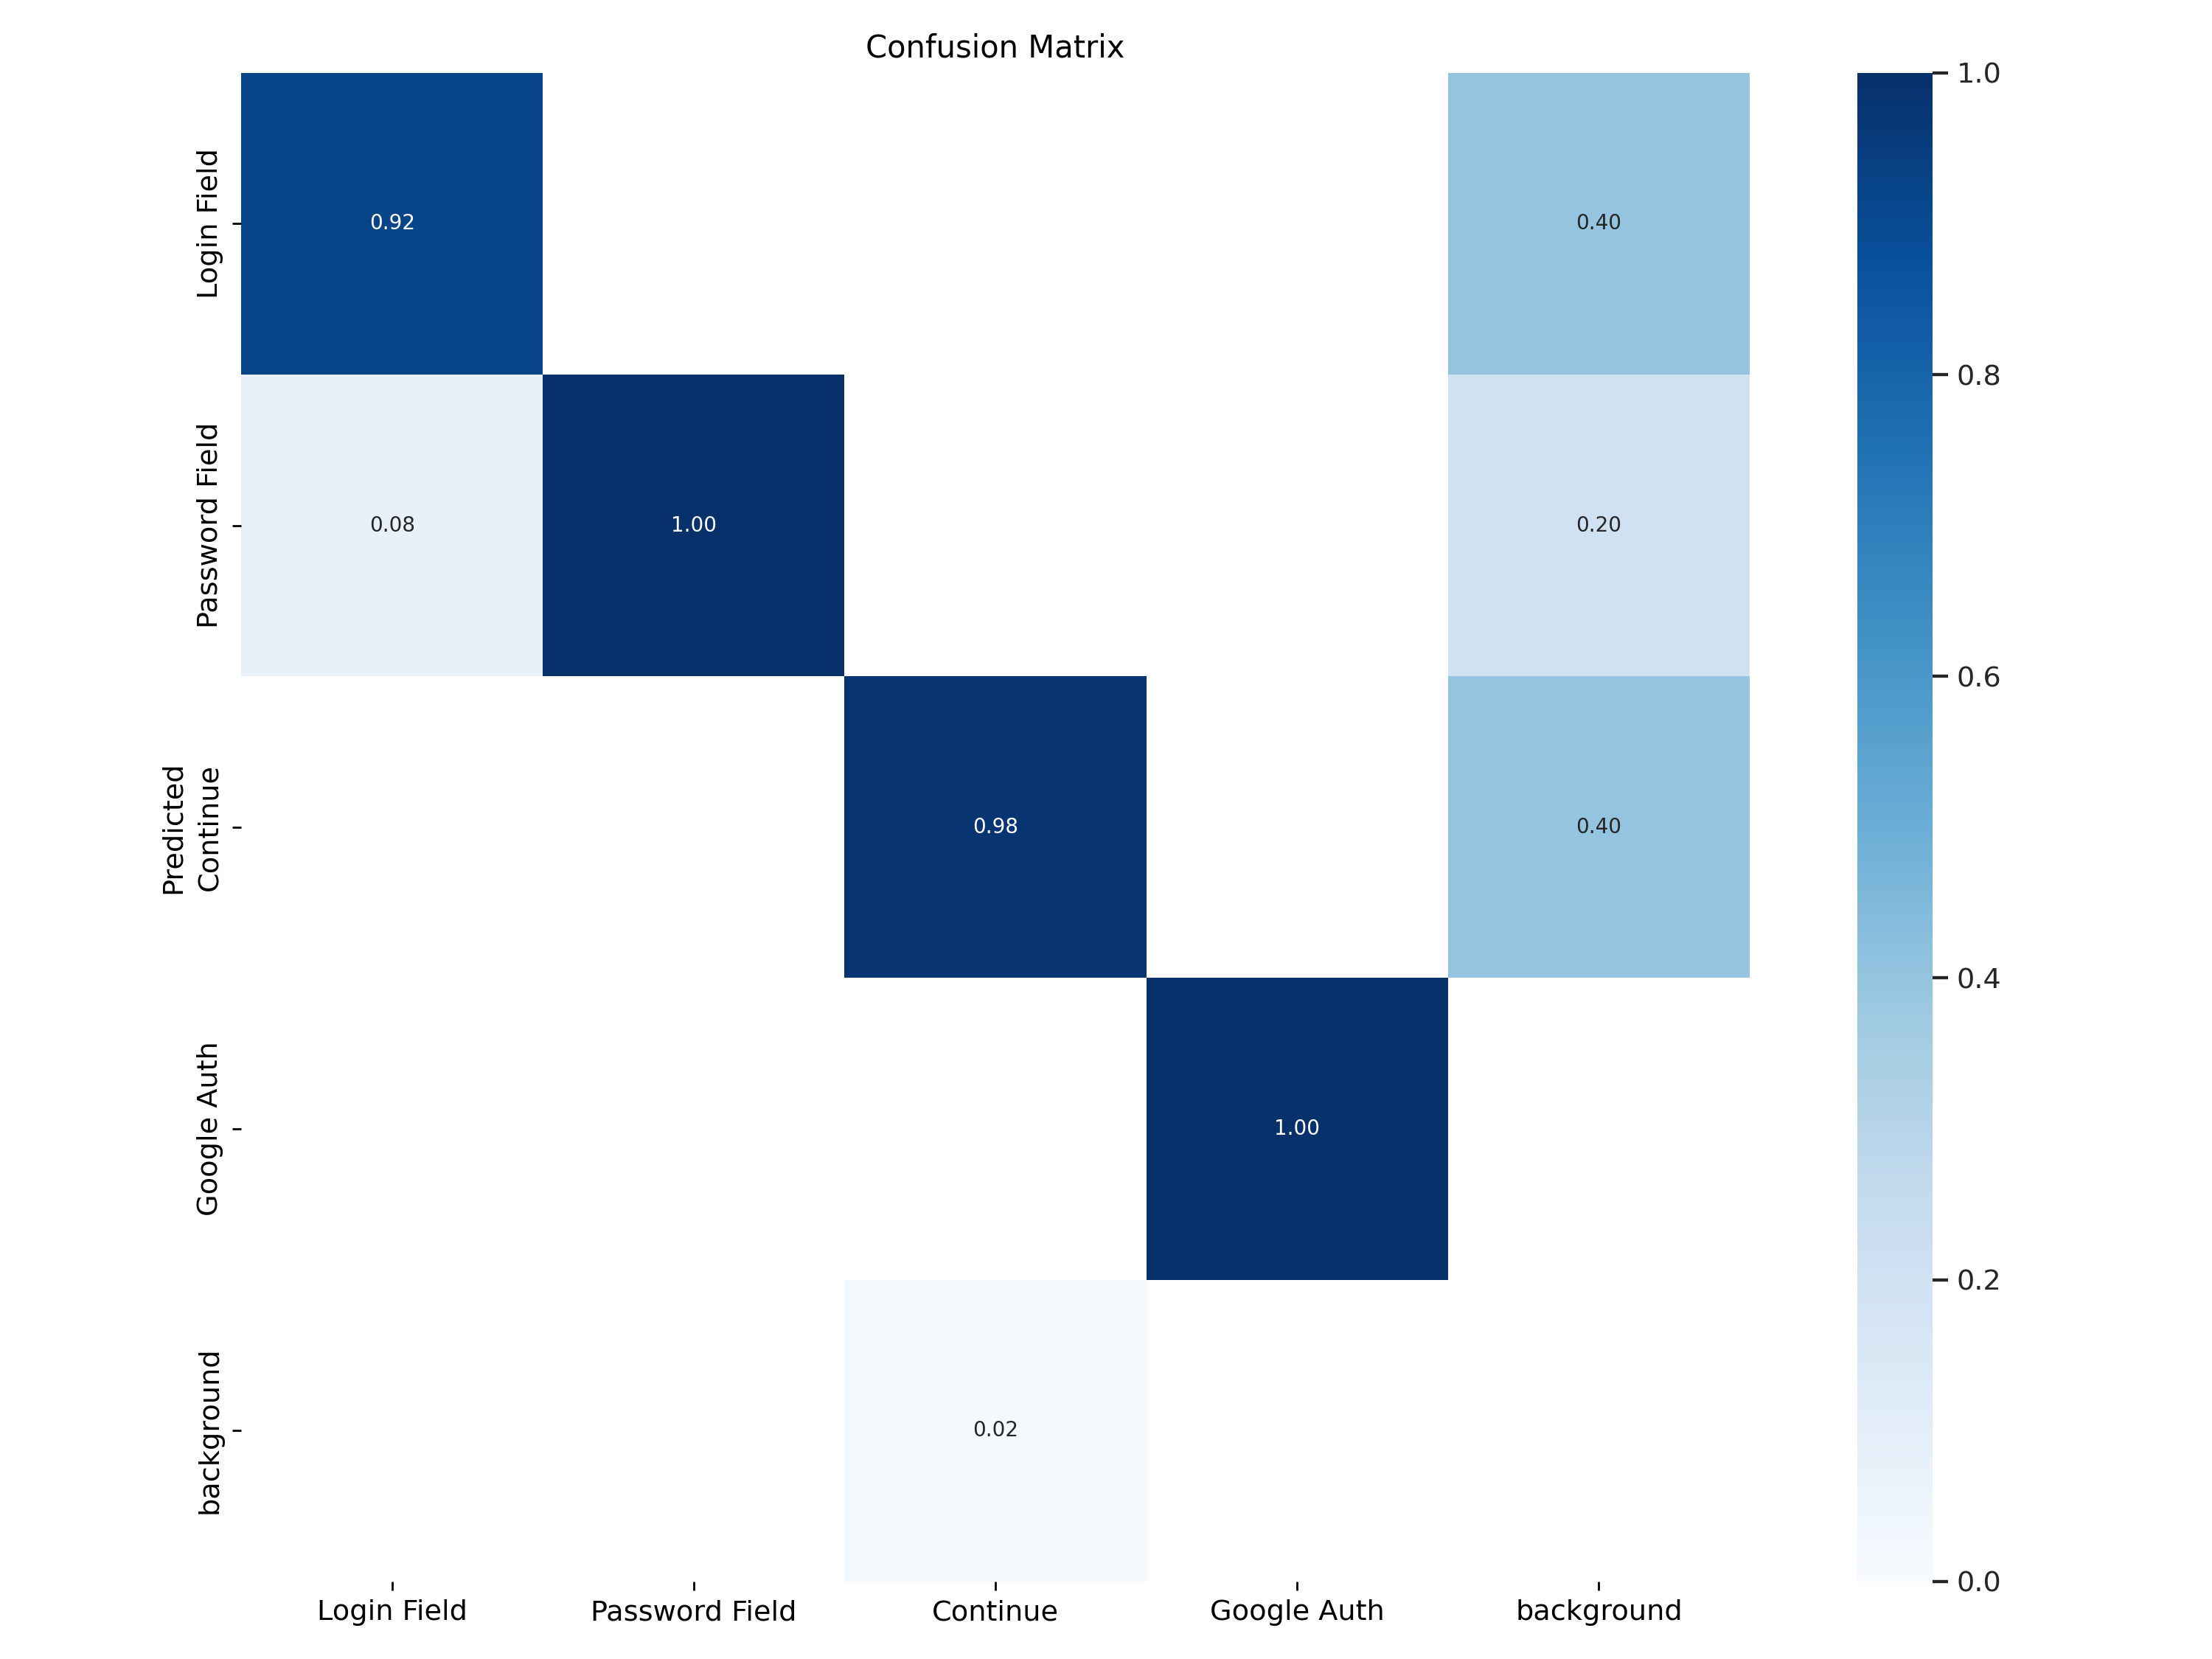 Confusion Matrix
Login Field
0.92
0.40
1.0
Password Field
0.08
1.00
0.20
0.8
Predicted
Continue
0.98
0.40
0.6
Google Auth
1.00
0.4
background
0.02
0.2
0.0
Login Field
Password Field
Continue
Google Auth
background